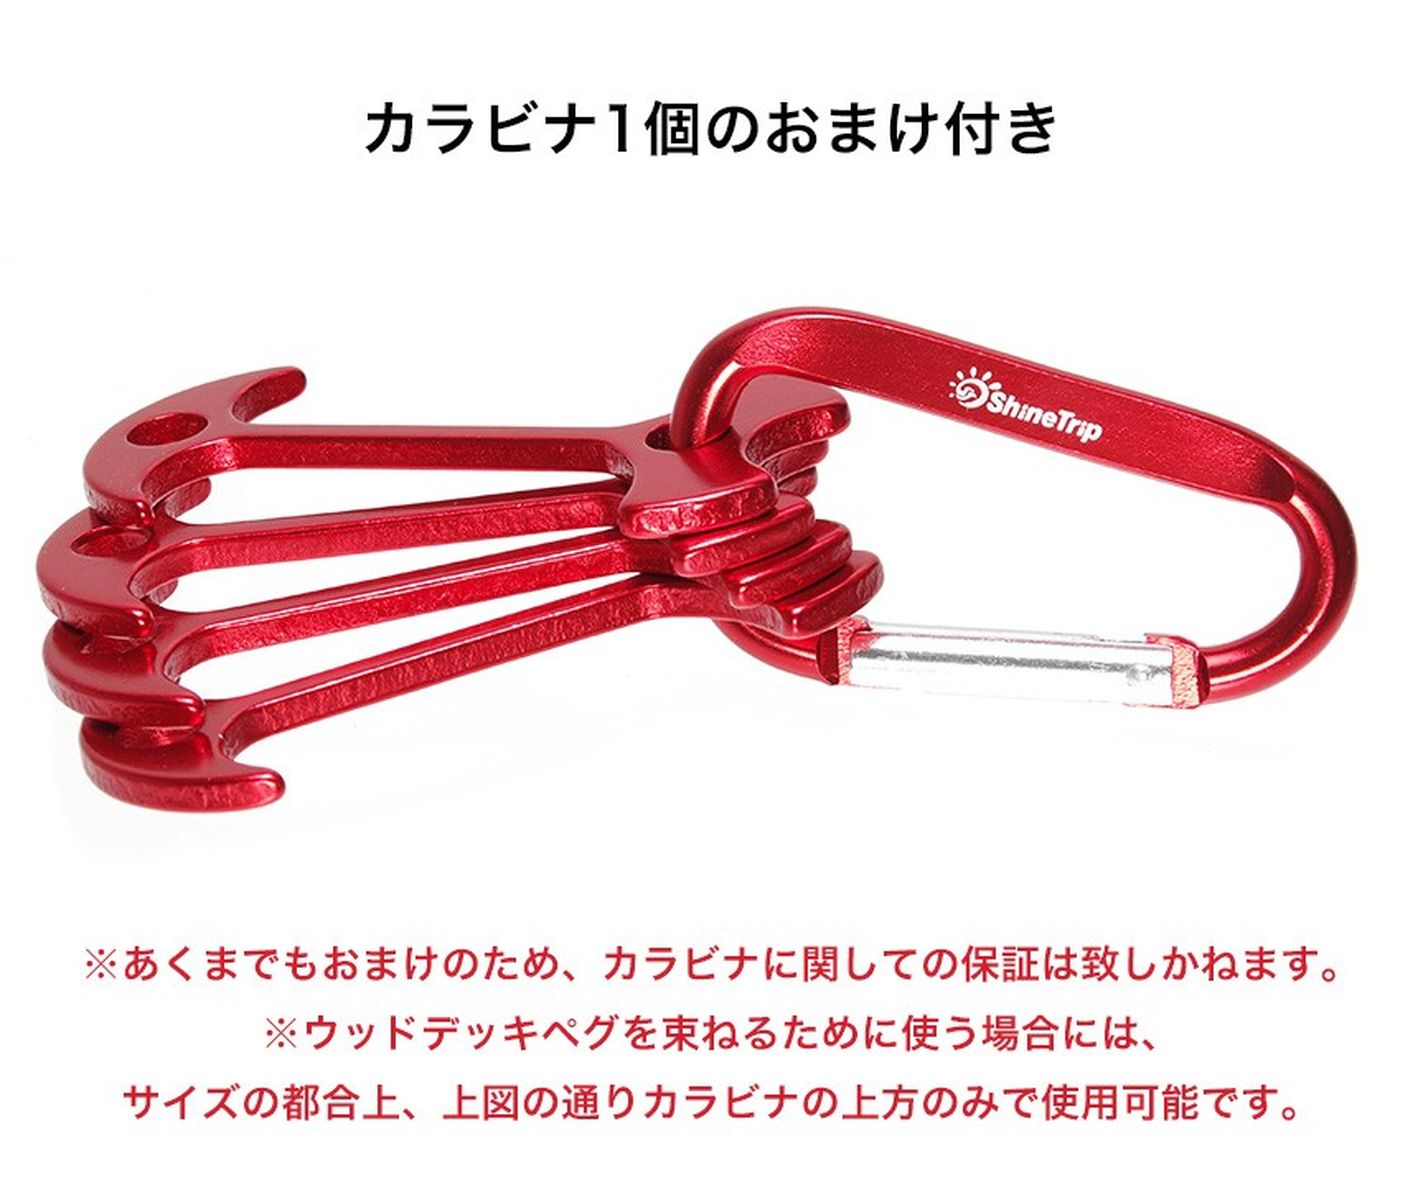 カラビナ1個のおまけ付き
ShineTrip
※あくまでもおまけのため、カラビナに関しての保証は致しかねます。
※ウッドデッキペグを束ねるために使う場合には、
サイズの都合上、上図の通りカラビナの上方のみで使用可能です。